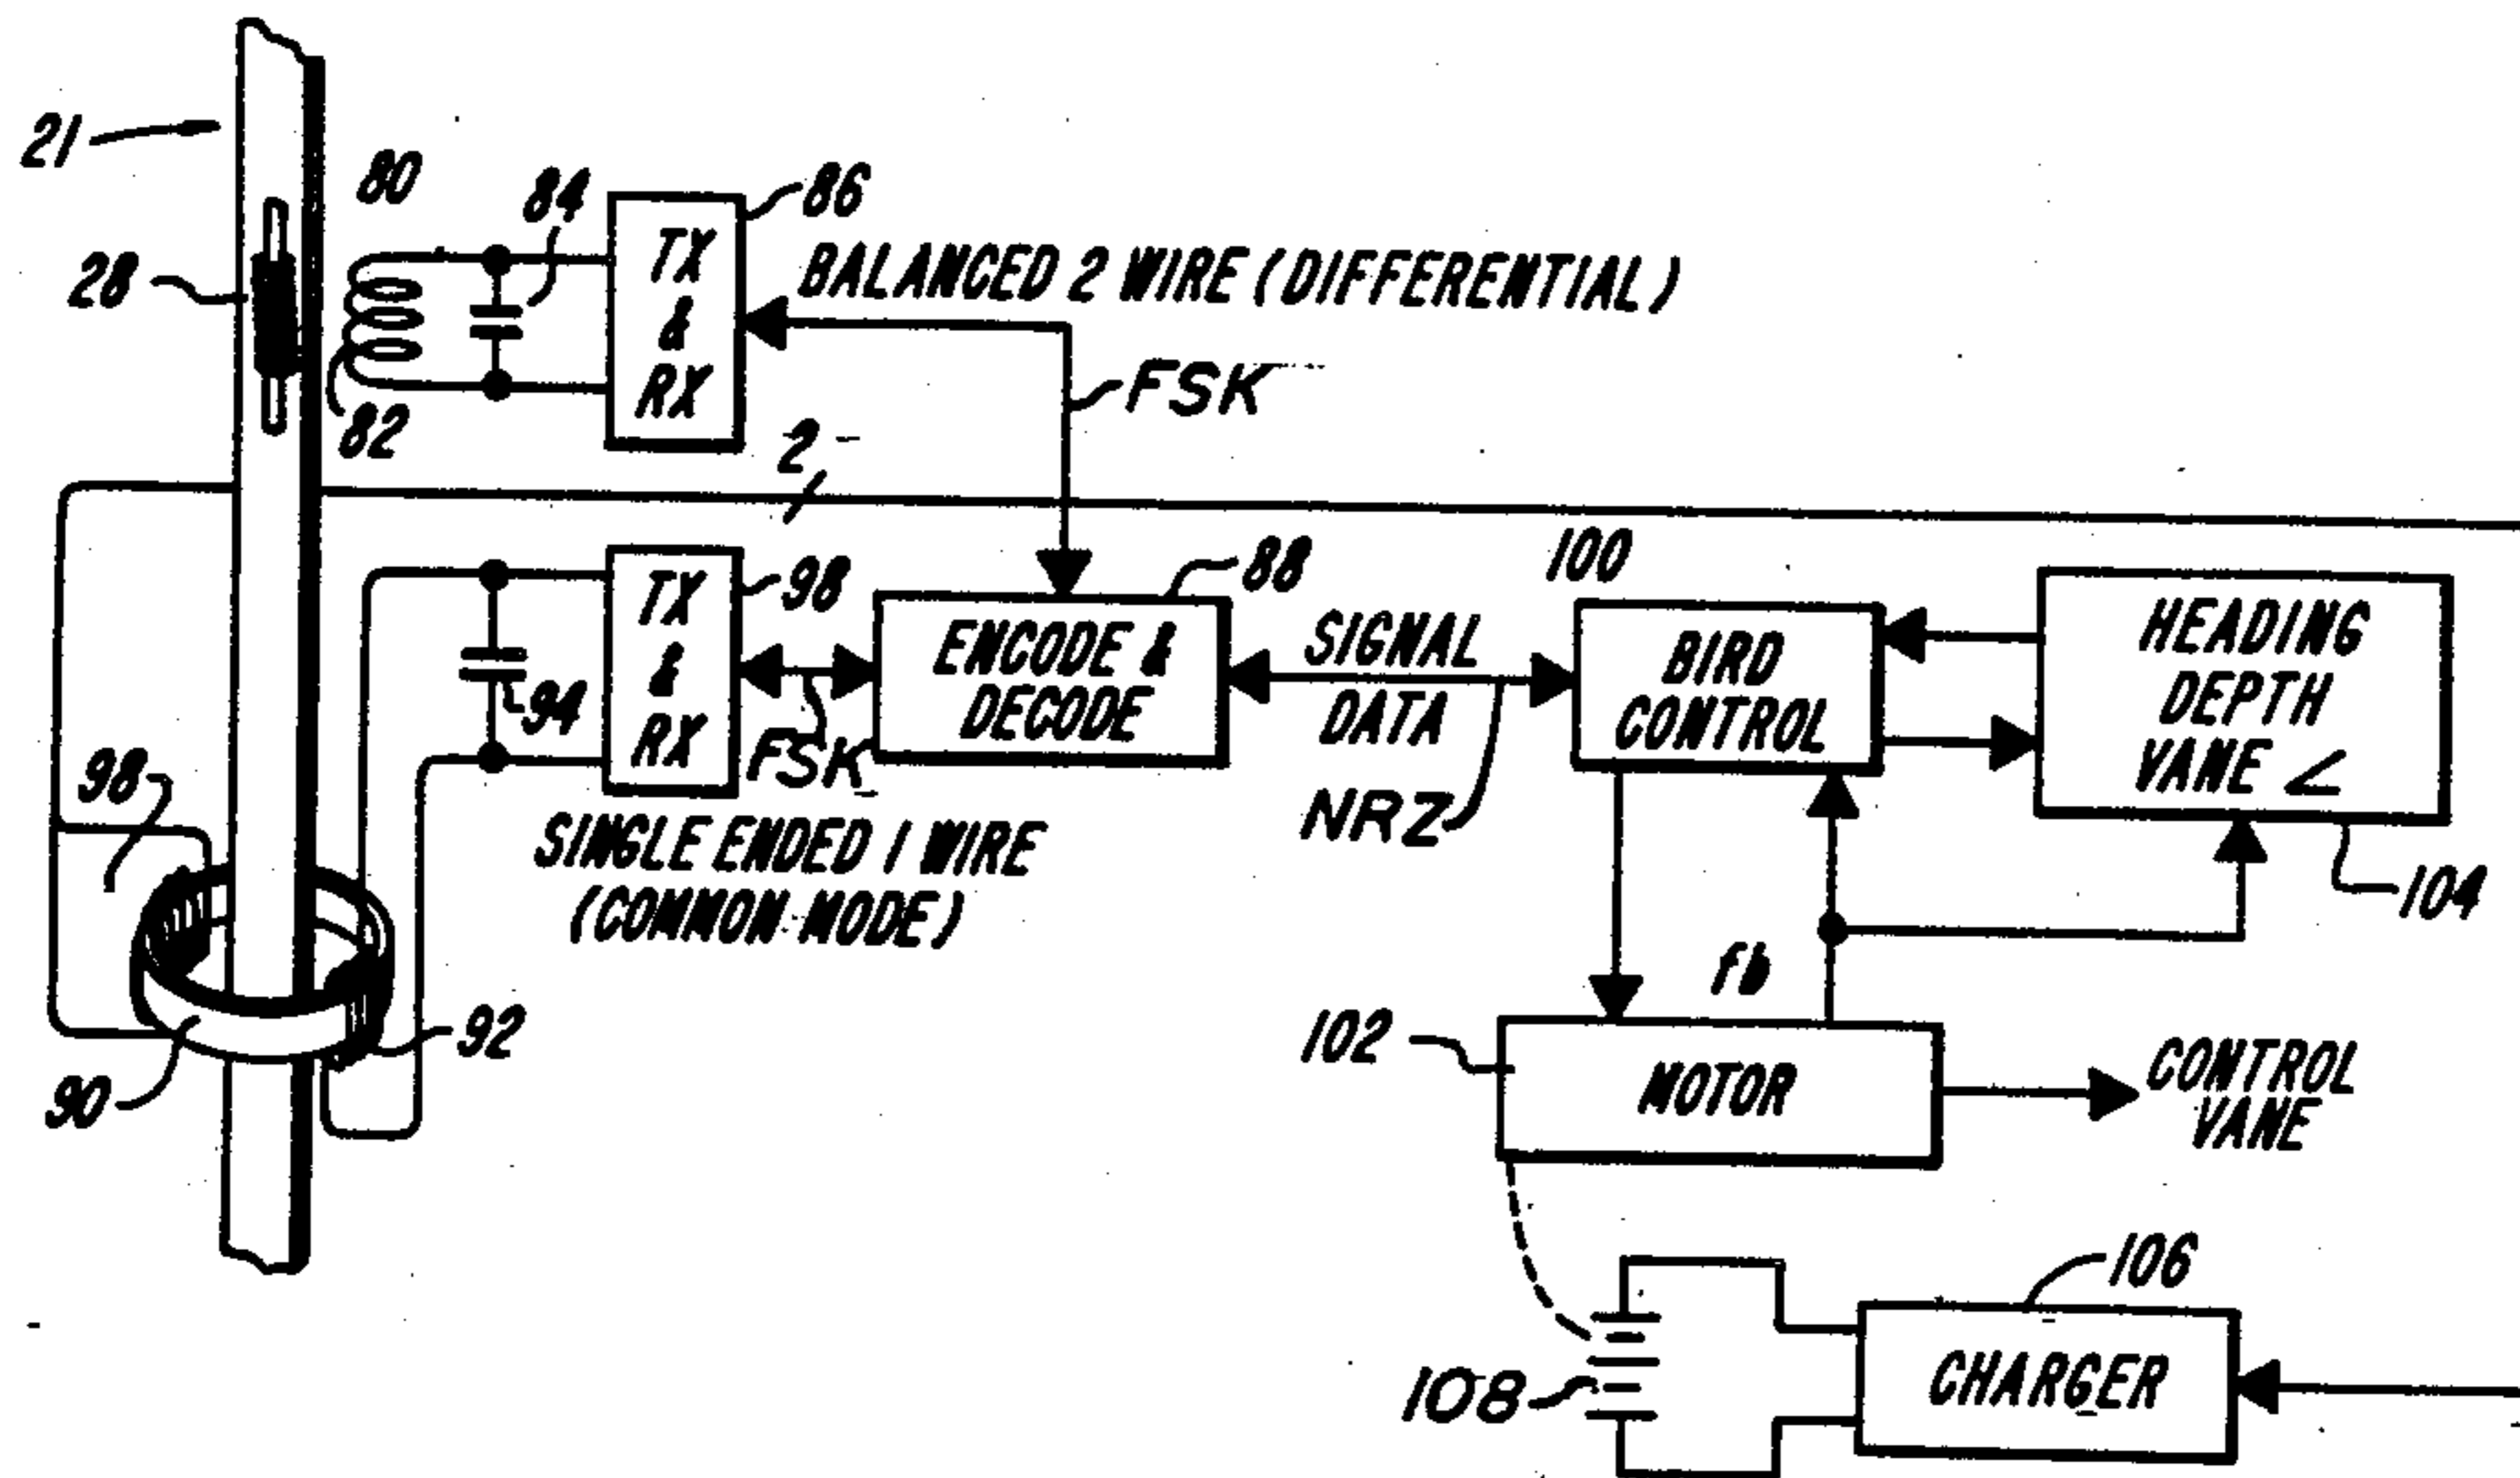 21
80
84
86
TX
&
RX
28
BALANCED 2 WIRE (DIFFERENTIAL)
FSK
82
2
98
88
100
TX
&
RX
94
FSK
ENCODE &
DECODE
SIGNAL
DATA
NRZ
BIRD
CONTROL
HEADING
DEPTH
VANE ∠
104
98
SINGLE ENDED 1 WIRE
(COMMON MODE)
92
90
fb
102
MOTOR
CONTROL
VANE
106
108
CHARGER